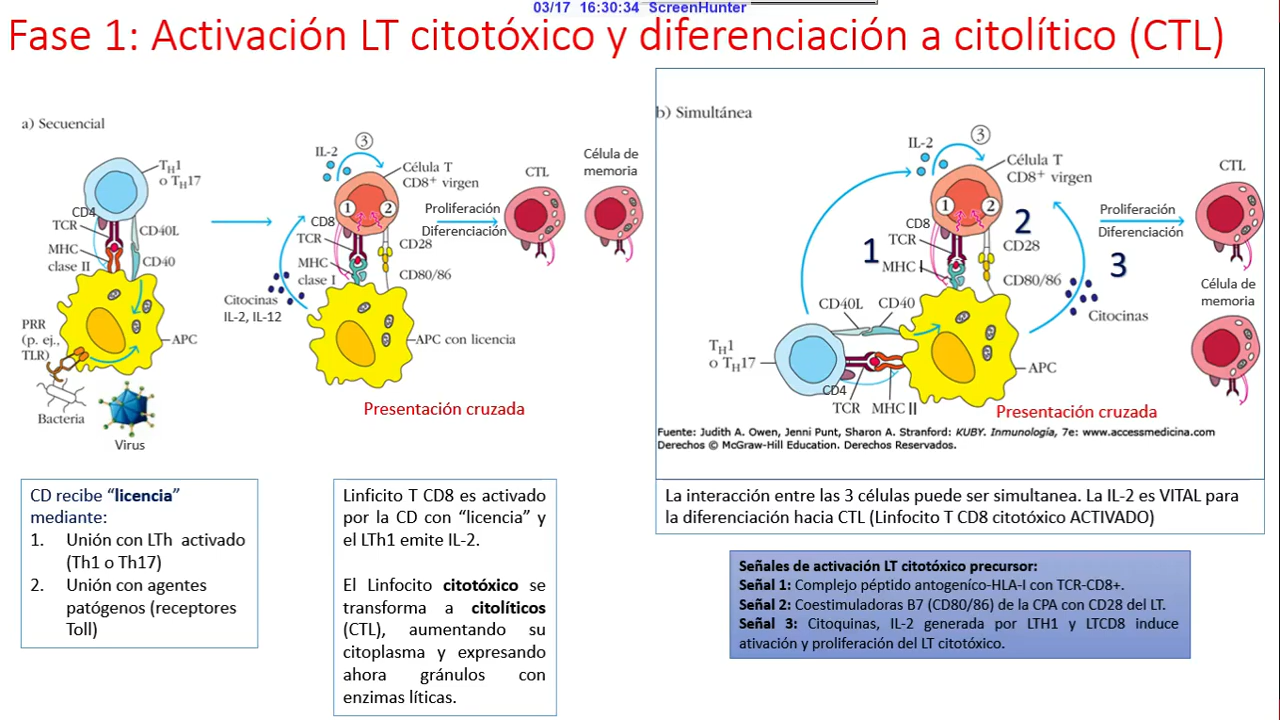 03/17 16:30:34 ScreenHunter
Fase 1: Activación LT citotóxico y diferenciación a citolítico (CTL)
a) Secuencial
TH1
o TH17
CD4
TCR
CD40L
MHC
clase II
CD40
PRR
(p. ej.,
TLR)
APC
Bacteria
Virus
IL-2
3
Célula T
CD8+ virgen
1
2
CD8
TCR
CD28
MHC
clase I
CD80/86
Citocinas
IL-2, IL-12
APC con licencia
Proliferación
Diferenciación
CTL
Célula de
memoria
Presentación cruzada
b) Simultánea
IL-2
3
Célula T
CD8+ virgen
1
2
CD8
TCR
1
2
CD28
MHC I
3
CD80/86
Citocinas
CD40L
CD40
TH1
o TH17
CD4
TCR
MHC II
APC
Proliferación
Diferenciación
CTL
Célula de
memoria
Presentación cruzada
Fuente: Judith A. Owen, Jenni Punt, Sharon A. Stranford: KUBY. Inmunología, 7e: www.accessmedicina.com
Derechos © McGraw-Hill Education. Derechos Reservados.
CD recibe “licencia”
mediante:
1. Unión con LTh activado
(Th1 o Th17)
2. Unión con agentes
patógenos (receptores
Toll)
Linficito T CD8 es activado
por la CD con “licencia” y
el LTh1 emite IL-2.
El Linfocito citotóxico se
transforma a citolíticos
(CTL), aumentando su
citoplasma y expresando
ahora gránulos con
enzimas líticas.
La interacción entre las 3 células puede ser simultanea. La IL-2 es VITAL para
la diferenciación hacia CTL (Linfocito T CD8 citotóxico ACTIVADO)
Señales de activación LT citotóxico precursor:
Señal 1: Complejo péptido antogeníco-HLA-I con TCR-CD8+.
Señal 2: Coestimuladoras B7 (CD80/86) de la CPA con CD28 del LT.
Señal 3: Citoquinas, IL-2 generada por LTH1 y LTCD8 induce
ativación y proliferación del LT citotóxico.